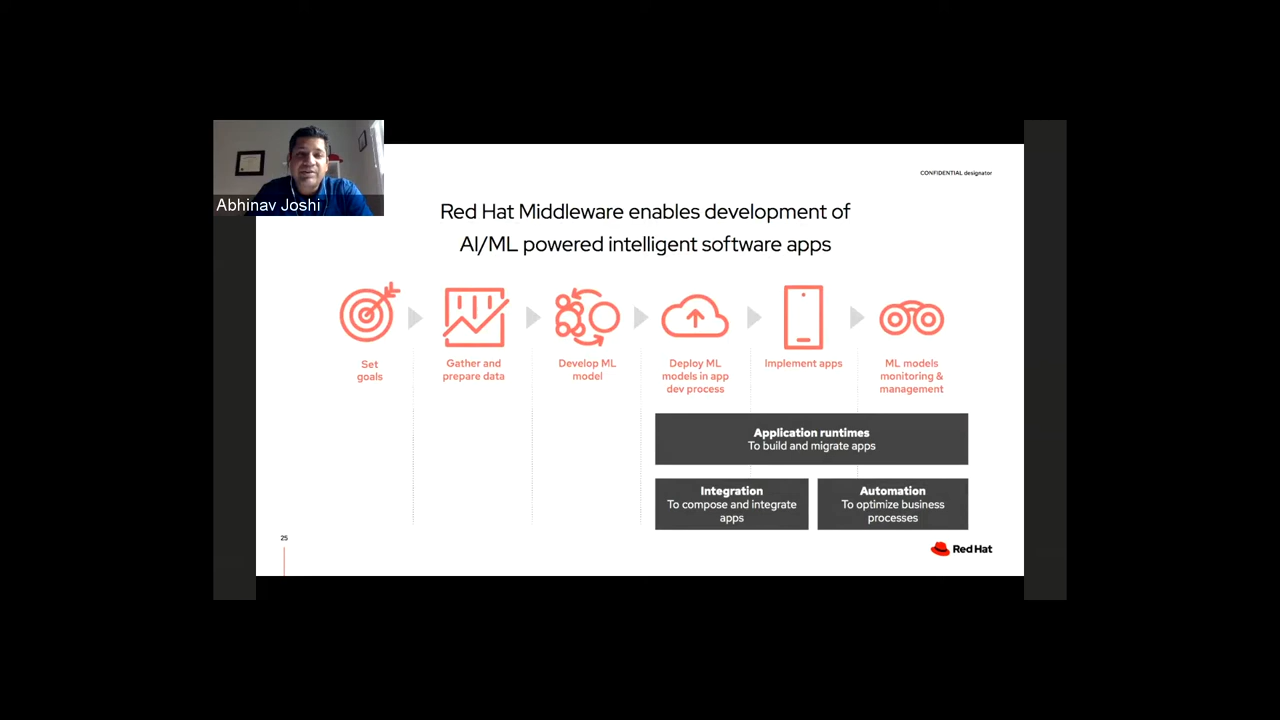 Abhinav Joshi
CONFIDENTIAL designator
Red Hat Middleware enables development of
AI/ML powered intelligent software apps
Set
goals
Gather and
prepare data
Develop ML
model
Deploy ML
models in app
dev process
Implement apps
ML models
monitoring &
management
Application runtimes
To build and migrate apps
Integration
To compose and integrate
apps
Automation
To optimize business
processes
25
Red Hat